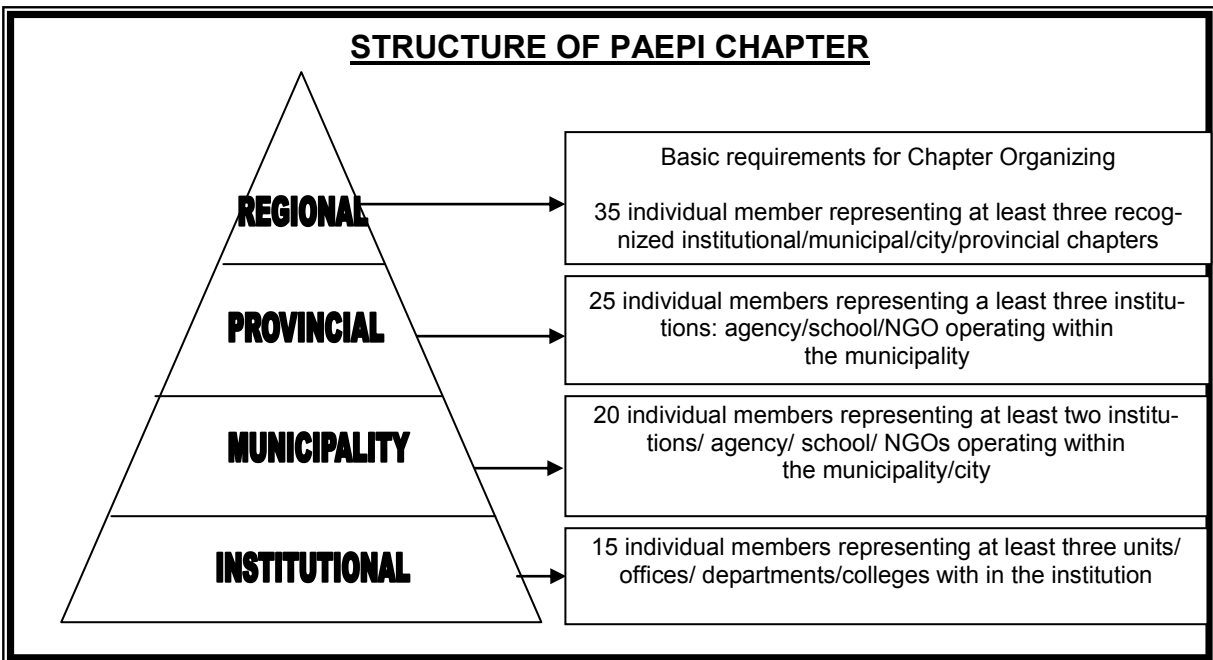 STRUCTURE OF PAEPI CHAPTER
REGIONAL
Basic requirements for Chapter Organizing
35 individual member representing at least three recog-
nized institutional/municipal/city/provincial chapters
PROVINCIAL
25 individual members representing a least three institu-
tions: agency/school/NGO operating within
the municipality
MUNICIPALITY
20 individual members representing at least two institu-
tions/ agency/ school/ NGOs operating within
the municipality/city
INSTITUTIONAL
15 individual members representing at least three units/
offices/ departments/colleges with in the institution